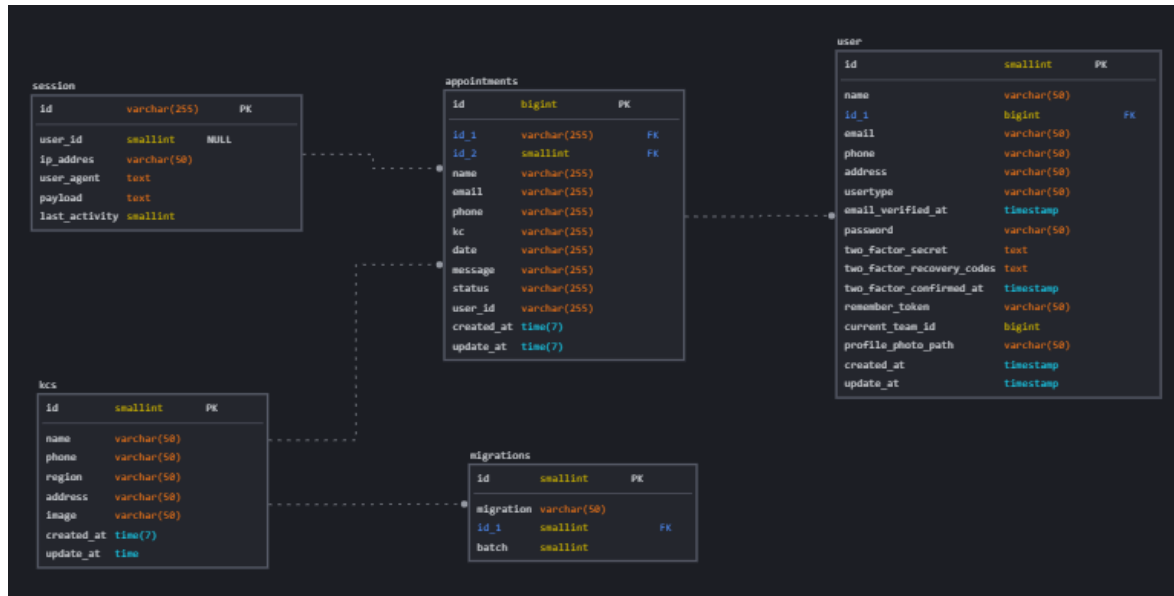 session
id varchar(255) PK
user_id smallint NULL
ip_addres varchar(50)
user_agent text
payload text
last_activity smallint
appointments
id bigint PK
id_1 varchar(255) FK
id_2 smallint FK
name varchar(255)
email varchar(255)
phone varchar(255)
kc varchar(255)
date varchar(255)
message varchar(255)
status varchar(255)
user_id varchar(255)
created_at time(7)
update_at time(7)
user
id smallint PK
name varchar(50)
id_1 bigint FK
email varchar(50)
phone varchar(50)
address varchar(50)
usertype varchar(50)
email_verified_at timestamp
password varchar(50)
two_factor_secret text
two_factor_recovery_codes text
two_factor_confirmed_at timestamp
remember_token varchar(50)
current_team_id bigint
profile_photo_path varchar(50)
created_at timestamp
update_at timestamp
kcs
id smallint PK
name varchar(50)
phone varchar(50)
region varchar(50)
address varchar(50)
image varchar(50)
created_at time(7)
update_at time
migrations
id smallint PK
migration varchar(50)
id_1 smallint FK
batch smallint